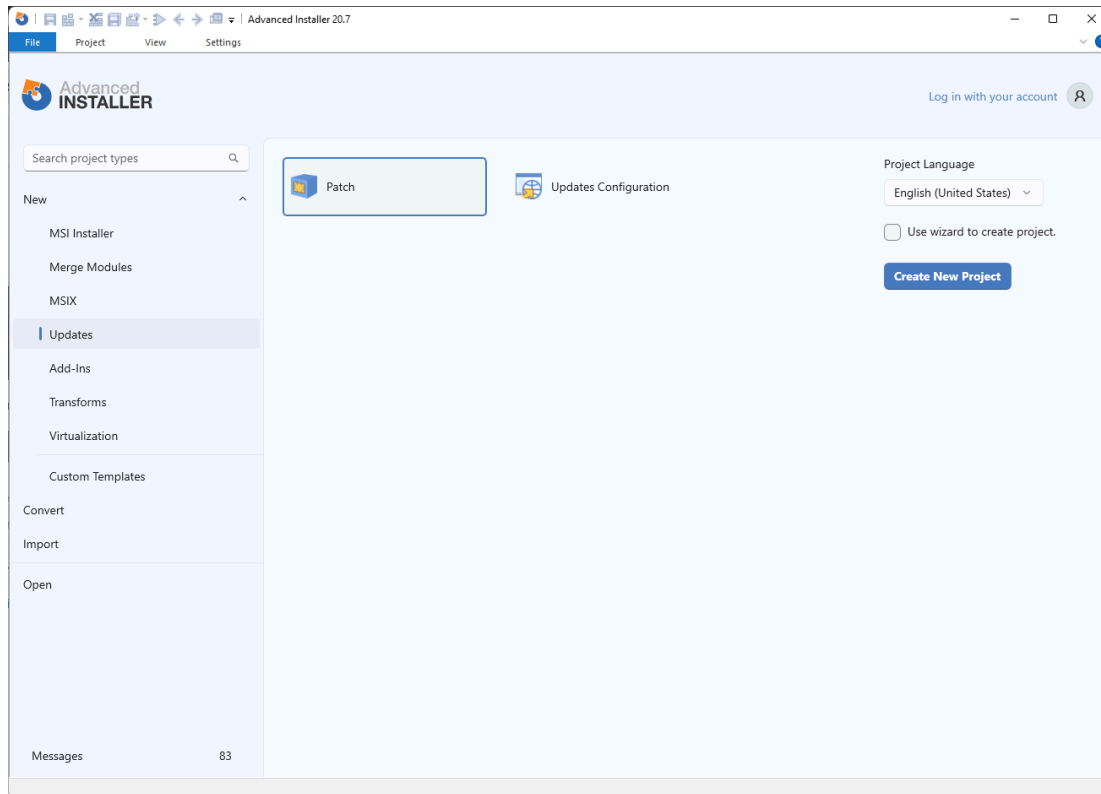 Advanced Installer 20.7
File Project View Settings
Advanced
INSTALLER
Log in with your account
Search project types
New
MSI Installer
Merge Modules
MSIX
Updates
Add-Ins
Transforms
Virtualization
Custom Templates
Convert
Import
Open
Messages 83
Patch
Updates Configuration
Project Language
English (United States)
Use wizard to create project.
Create New Project